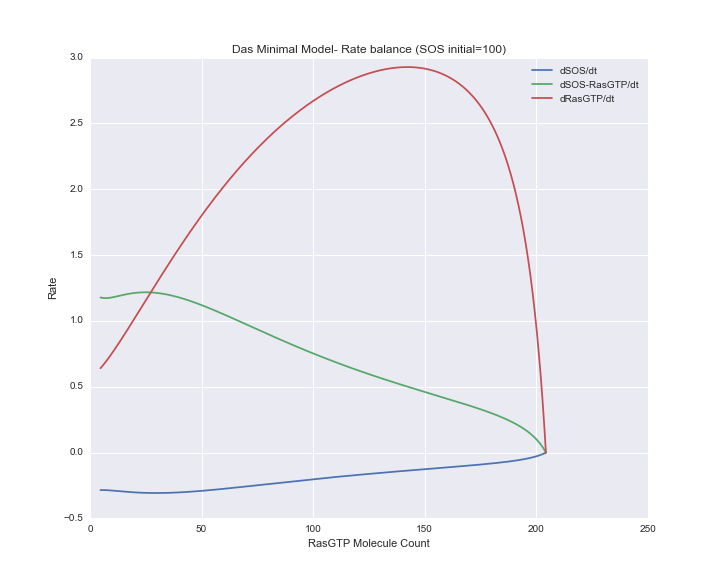 Das Minimal Model- Rate balance (SOS initial=100)
3.0
2.5
2.0
1.5
1.0
0.5
0.0
−0.5
Rate
dSOS/dt
dSOS-RasGTP/dt
dRasGTP/dt
0
50
100
150
200
250
RasGTP Molecule Count